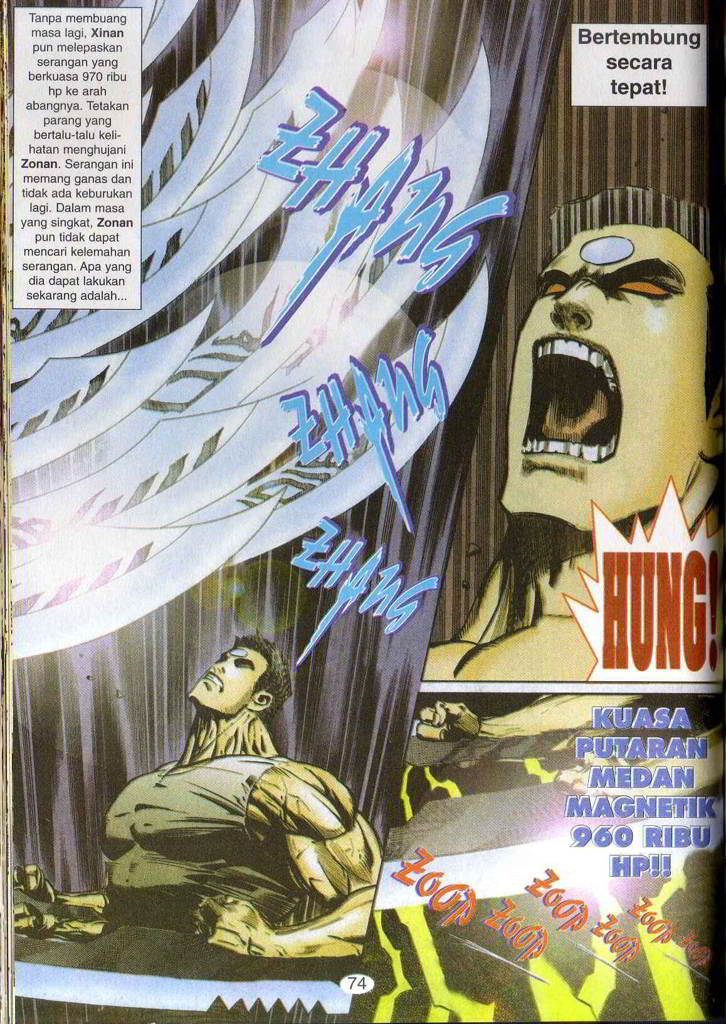 Tanpa membuang
masa lagi, Xinan
pun melepaskan
serangan yang
berkuasa 970 ribu
hp ke arah
abangnya. Tetakan
parang yang
bertalu-talu keli-
hatan menghujani
Zonan. Serangan ini
memang ganas dan
tidak ada keburukan
lagi. Dalam masa
yang singkat, Zonan
pun tidak dapat
mencari kelemahan
serangan. Apa yang
dia dapat lakukan
sekarang adalah...
ZHANG
ZHANG
ZHANG
Bertembung
secara
tepat!
HUNG!
KUASA
PUTARAN
MEDAN
MAGNETIK
960 RIBU
HP!!
ZOOP
ZOOP
ZOOP
ZOOP
ZOOP
ZOOP
74